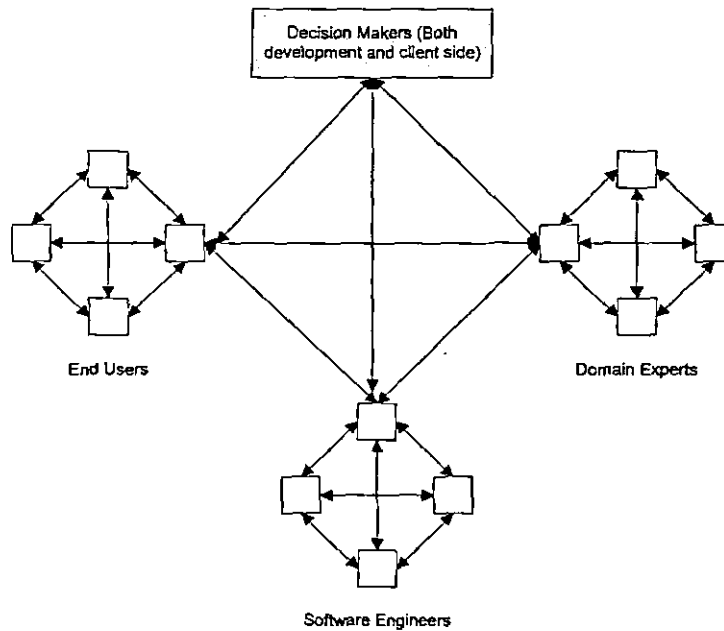 Decision Makers (Both
development and client side)
End Users
Domain Experts
Software Engineers